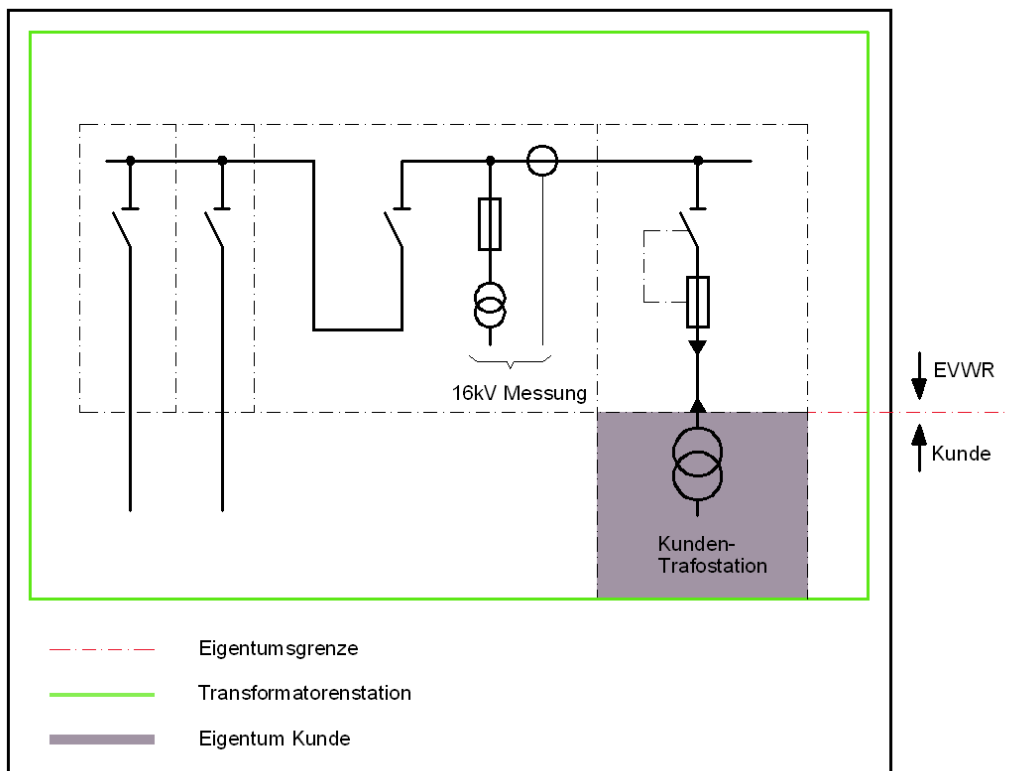 16kV Messung
EVWR
Kunde
Kunden-
Trafostation
Eigentumsgrenze
Transformatorenstation
Eigentum Kunde